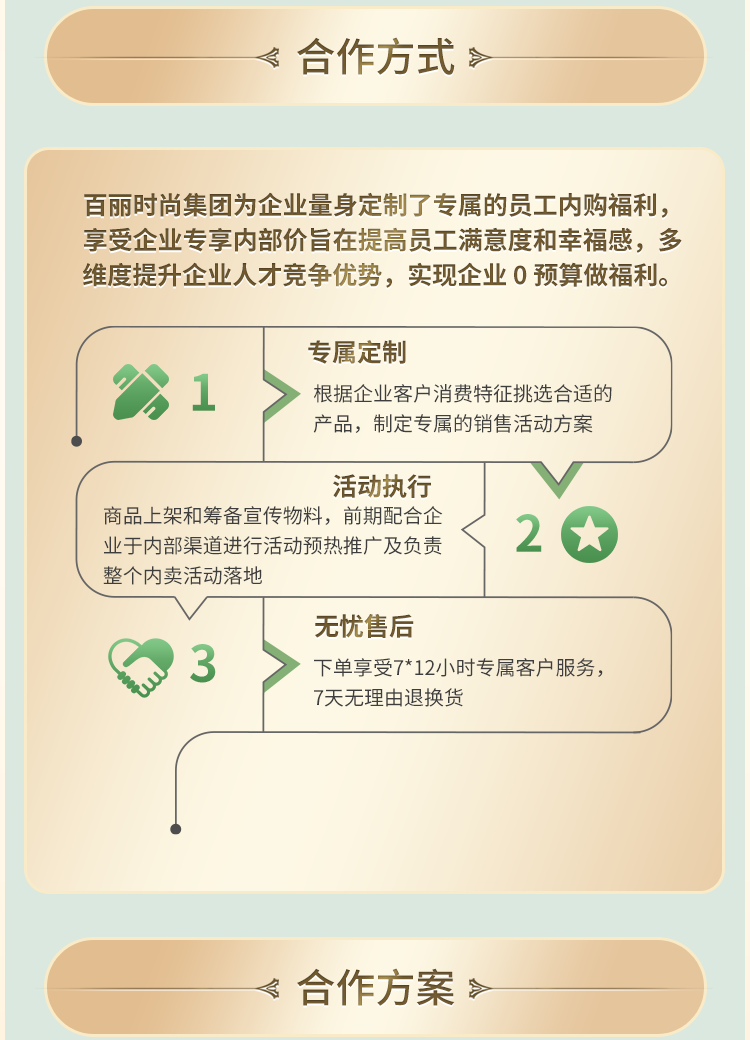 合作方式
百丽时尚集团为企业量身定制了专属的员工内购福利，
享受企业专享内部价旨在提高员工满意度和幸福感，多
维度提升企业人才竞争优势，实现企业 0 预算做福利。
1
专属定制
根据企业客户消费特征挑选合适的
产品，制定专属的销售活动方案
活动执行
商品上架和筹备宣传物料，前期配合企
业于内部渠道进行活动预热推广及负责
整个内卖活动落地
2
3
无忧售后
下单享受7*12小时专属客户服务，
7天无理由退换货
合作方案